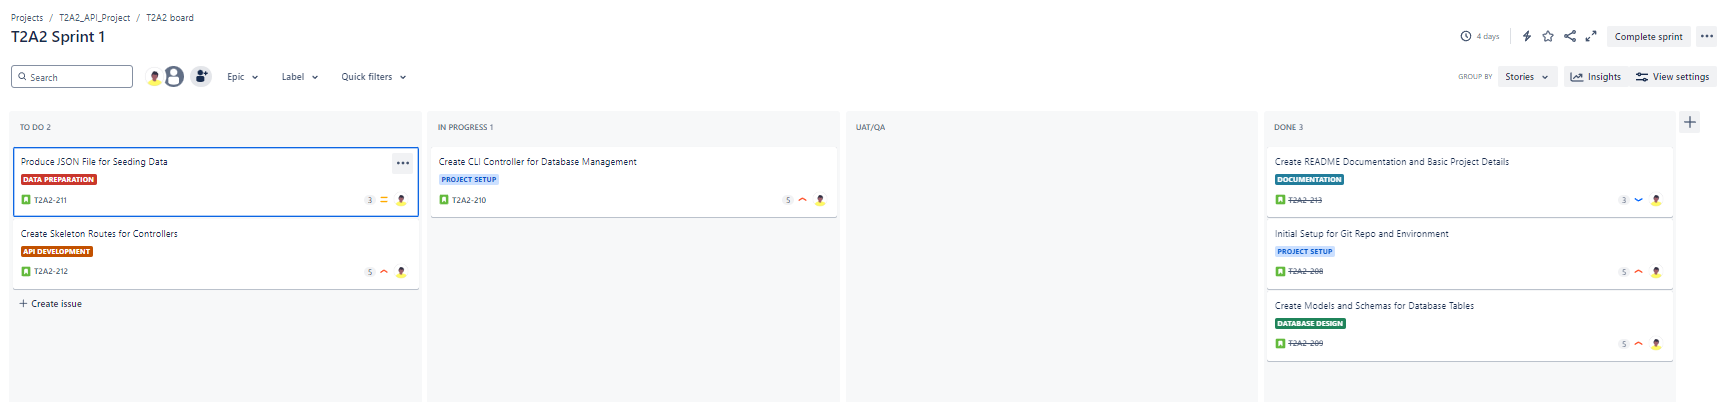 Projects / T2A2_API_Project / T2A2 board
T2A2 Sprint 1
4 days
Complete sprint
Search
Epic
Label
Quick filters
GROUP BY
Stories
Insights
View settings
TO DO 2
Produce JSON File for Seeding Data
DATA PREPARATION
T2A2-211
3
Create Skeleton Routes for Controllers
API DEVELOPMENT
T2A2-212
5
+ Create issue
IN PROGRESS 1
Create CLI Controller for Database Management
PROJECT SETUP
T2A2-210
5
UAT/QA
DONE 3
Create README Documentation and Basic Project Details
DOCUMENTATION
T2A2-213
3
Initial Setup for Git Repo and Environment
PROJECT SETUP
T2A2-208
5
Create Models and Schemas for Database Tables
DATABASE DESIGN
T2A2-209
5